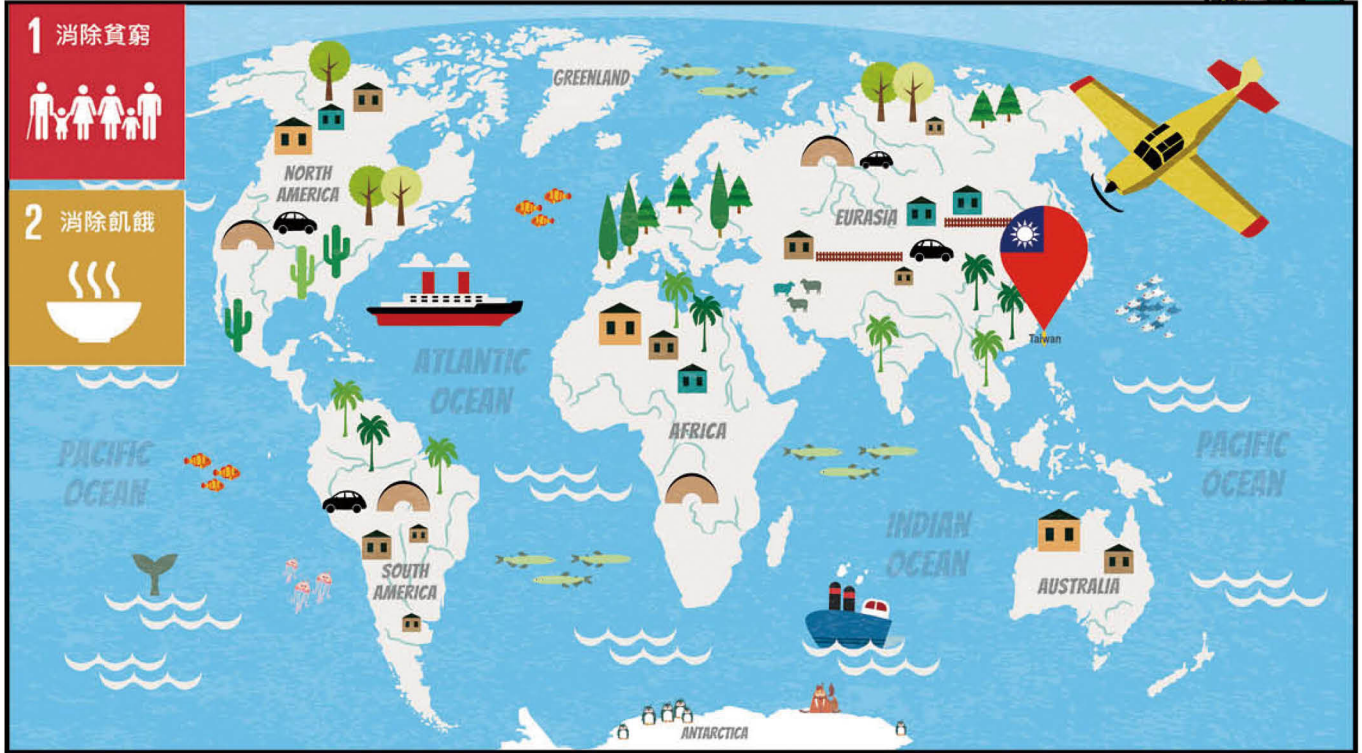 1 消除貧窮
2 消除飢餓
GREENLAND
NORTH
AMERICA
EURASIA
Taiwan
ATLANTIC
OCEAN
AFRICA
PACIFIC
OCEAN
PACIFIC
OCEAN
INDIAN
OCEAN
SOUTH
AMERICA
AUSTRALIA
ANTARCTICA